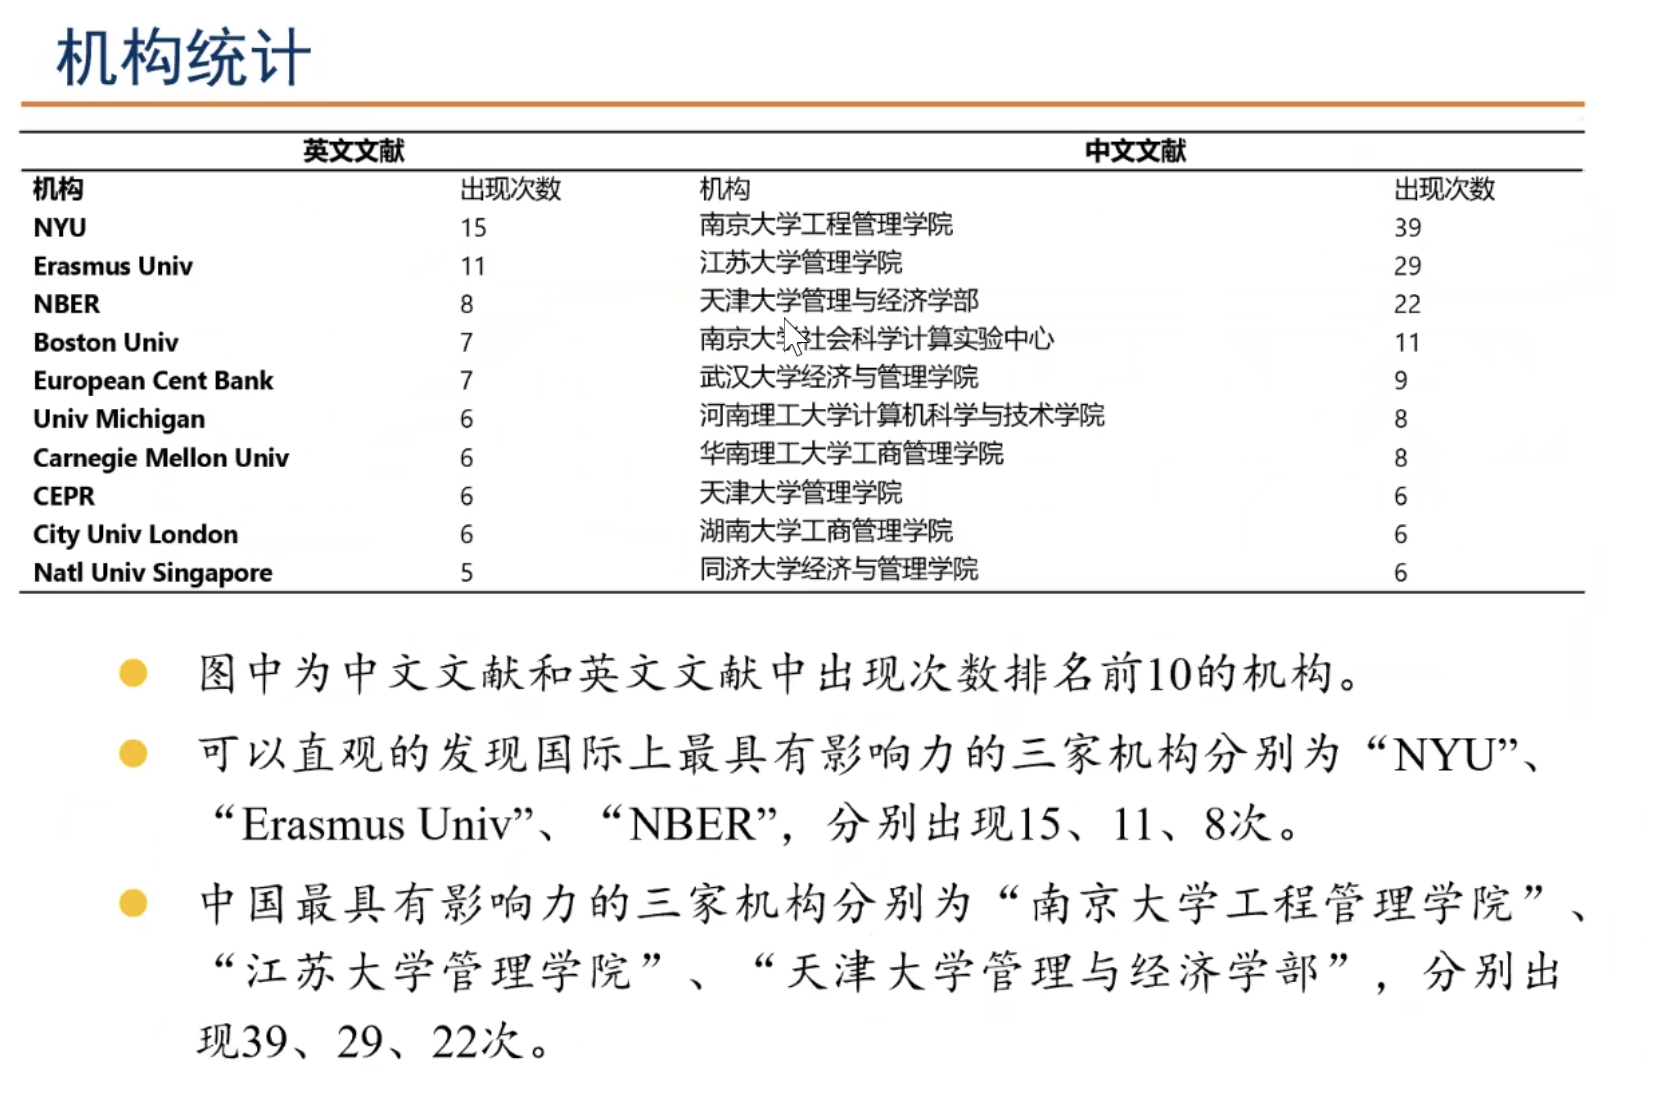 机构统计
英文文献 中文文献
机构 出现次数 机构 出现次数
NYU 15 南京大学工程管理学院 39
Erasmus Univ 11 江苏大学管理学院 29
NBER 8 天津大学管理与经济学部 22
Boston Univ 7 南京大学社会科学计算实验中心 11
European Cent Bank 7 武汉大学经济与管理学院 9
Univ Michigan 6 河南理工大学计算机科学与技术学院 8
Carnegie Mellon Univ 6 华南理工大学工商管理学院 8
CEPR 6 天津大学管理学院 6
City Univ London 6 湖南大学工商管理学院 6
Natl Univ Singapore 5 同济大学经济与管理学院 6
图中为中文文献和英文文献中出现次数排名前10的机构。
可以直观的发现国际上最具有影响力的三家机构分别为“NYU”、
“Erasmus Univ”、“NBER”，分别出现15、11、8次。
中国最具有影响力的三家机构分别为“南京大学工程管理学院”、
“江苏大学管理学院”、“天津大学管理与经济学部”，分别出
现39、29、22次。